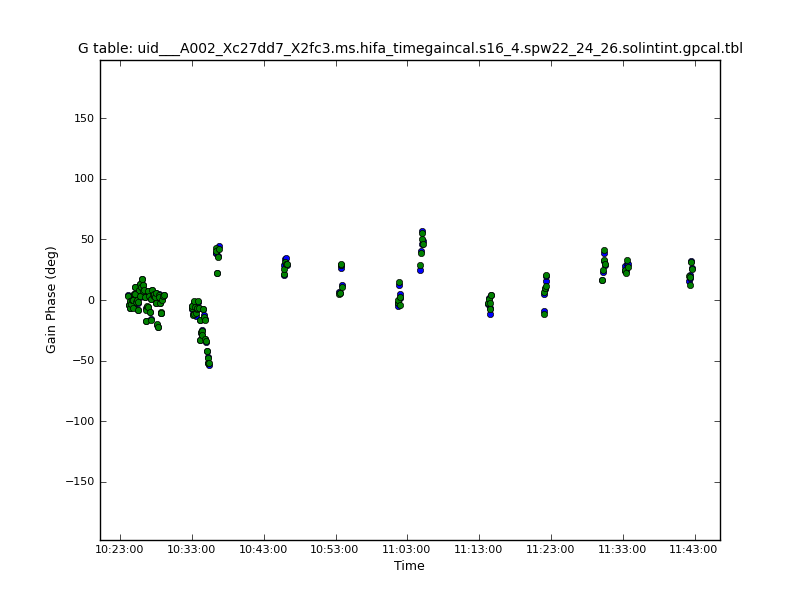 G table: uid___A002_Xc27dd7_X2fc3.ms.hifa_timegaincal.s16_4.spw22_24_26.solintint.gpcal.tbl
150
100
50
0
−50
−100
−150
Gain Phase (deg)
10:23:00 10:33:00 10:43:00 10:53:00 11:03:00 11:13:00 11:23:00 11:33:00 11:43:00
Time